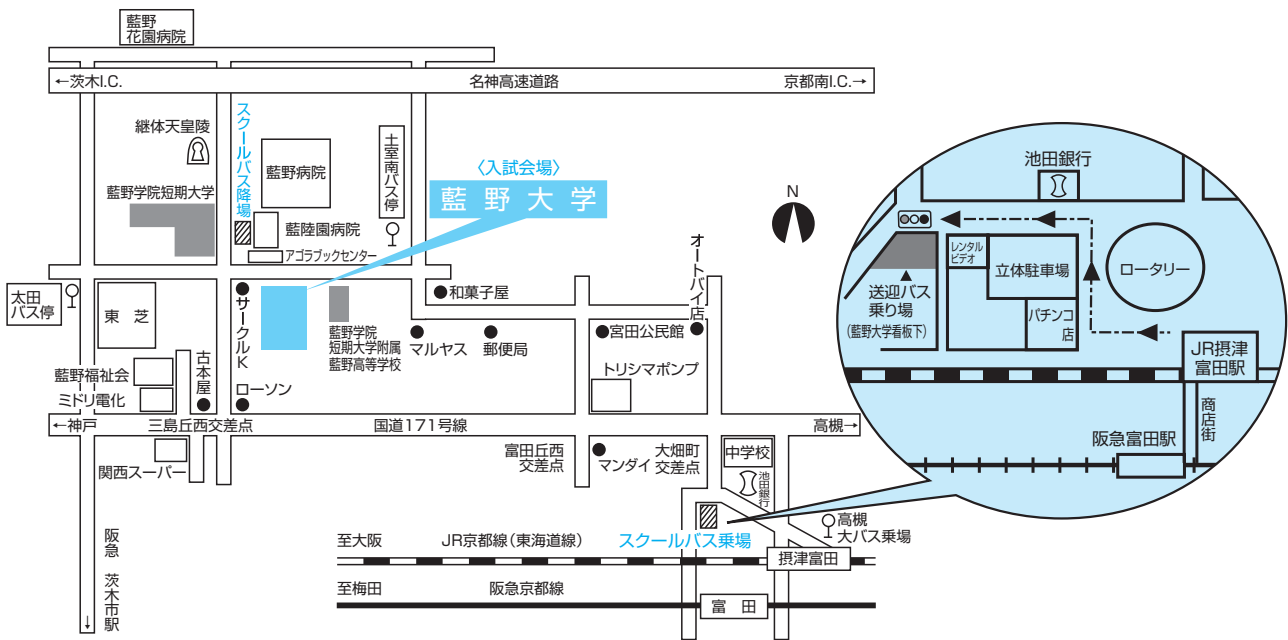 藍野
花園病院
←茨木I.C.
名神高速道路
京都南I.C.→
継体天皇陵
スクールバス降場
藍野病院
土室南バス停
〈入試会場〉
藍野大学
N
藍野学院短期大学
藍陸園病院
アゴラブックセンター
オートバイ店
太田
バス停
東芝
サークルK
和菓子屋
藍野学院
短期大学附属
藍野高等学校
マルヤス
郵便局
宮田公民館
藍野福祉会
ミドリ電化
古本屋
ローソン
トリシマポンプ
←神戸
三島丘西交差点
国道171号線
高槻→
関西スーパー
富田丘西
交差点
マンダイ
大畑町
交差点
中学校
池田銀行
阪急 茨木市駅
↓
至大阪
JR京都線(東海道線)
スクールバス乗場
高槻
大バス乗場
摂津富田
至梅田
阪急京都線
富田
池田銀行
レンタル
ビデオ
立体駐車場
ロータリー
送迎バス
乗り場
(藍野大学看板下)
パチンコ
店
JR摂津
富田駅
商店街
阪急富田駅